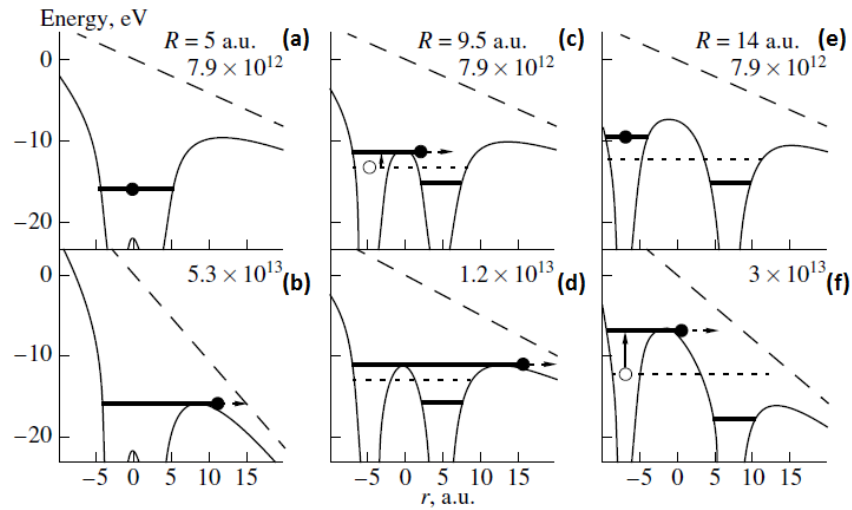 Energy, eV
R = 5 a.u. (a)
7.9 × 10¹²
R = 9.5 a.u. (c)
7.9 × 10¹²
R = 14 a.u. (e)
7.9 × 10¹²
0
−10
−20
5.3 × 10¹³ (b)
1.2 × 10¹³ (d)
3 × 10¹³ (f)
0
−10
−20
−5 0 5 10 15
−5 0 5 10 15
−5 0 5 10 15
r, a.u.